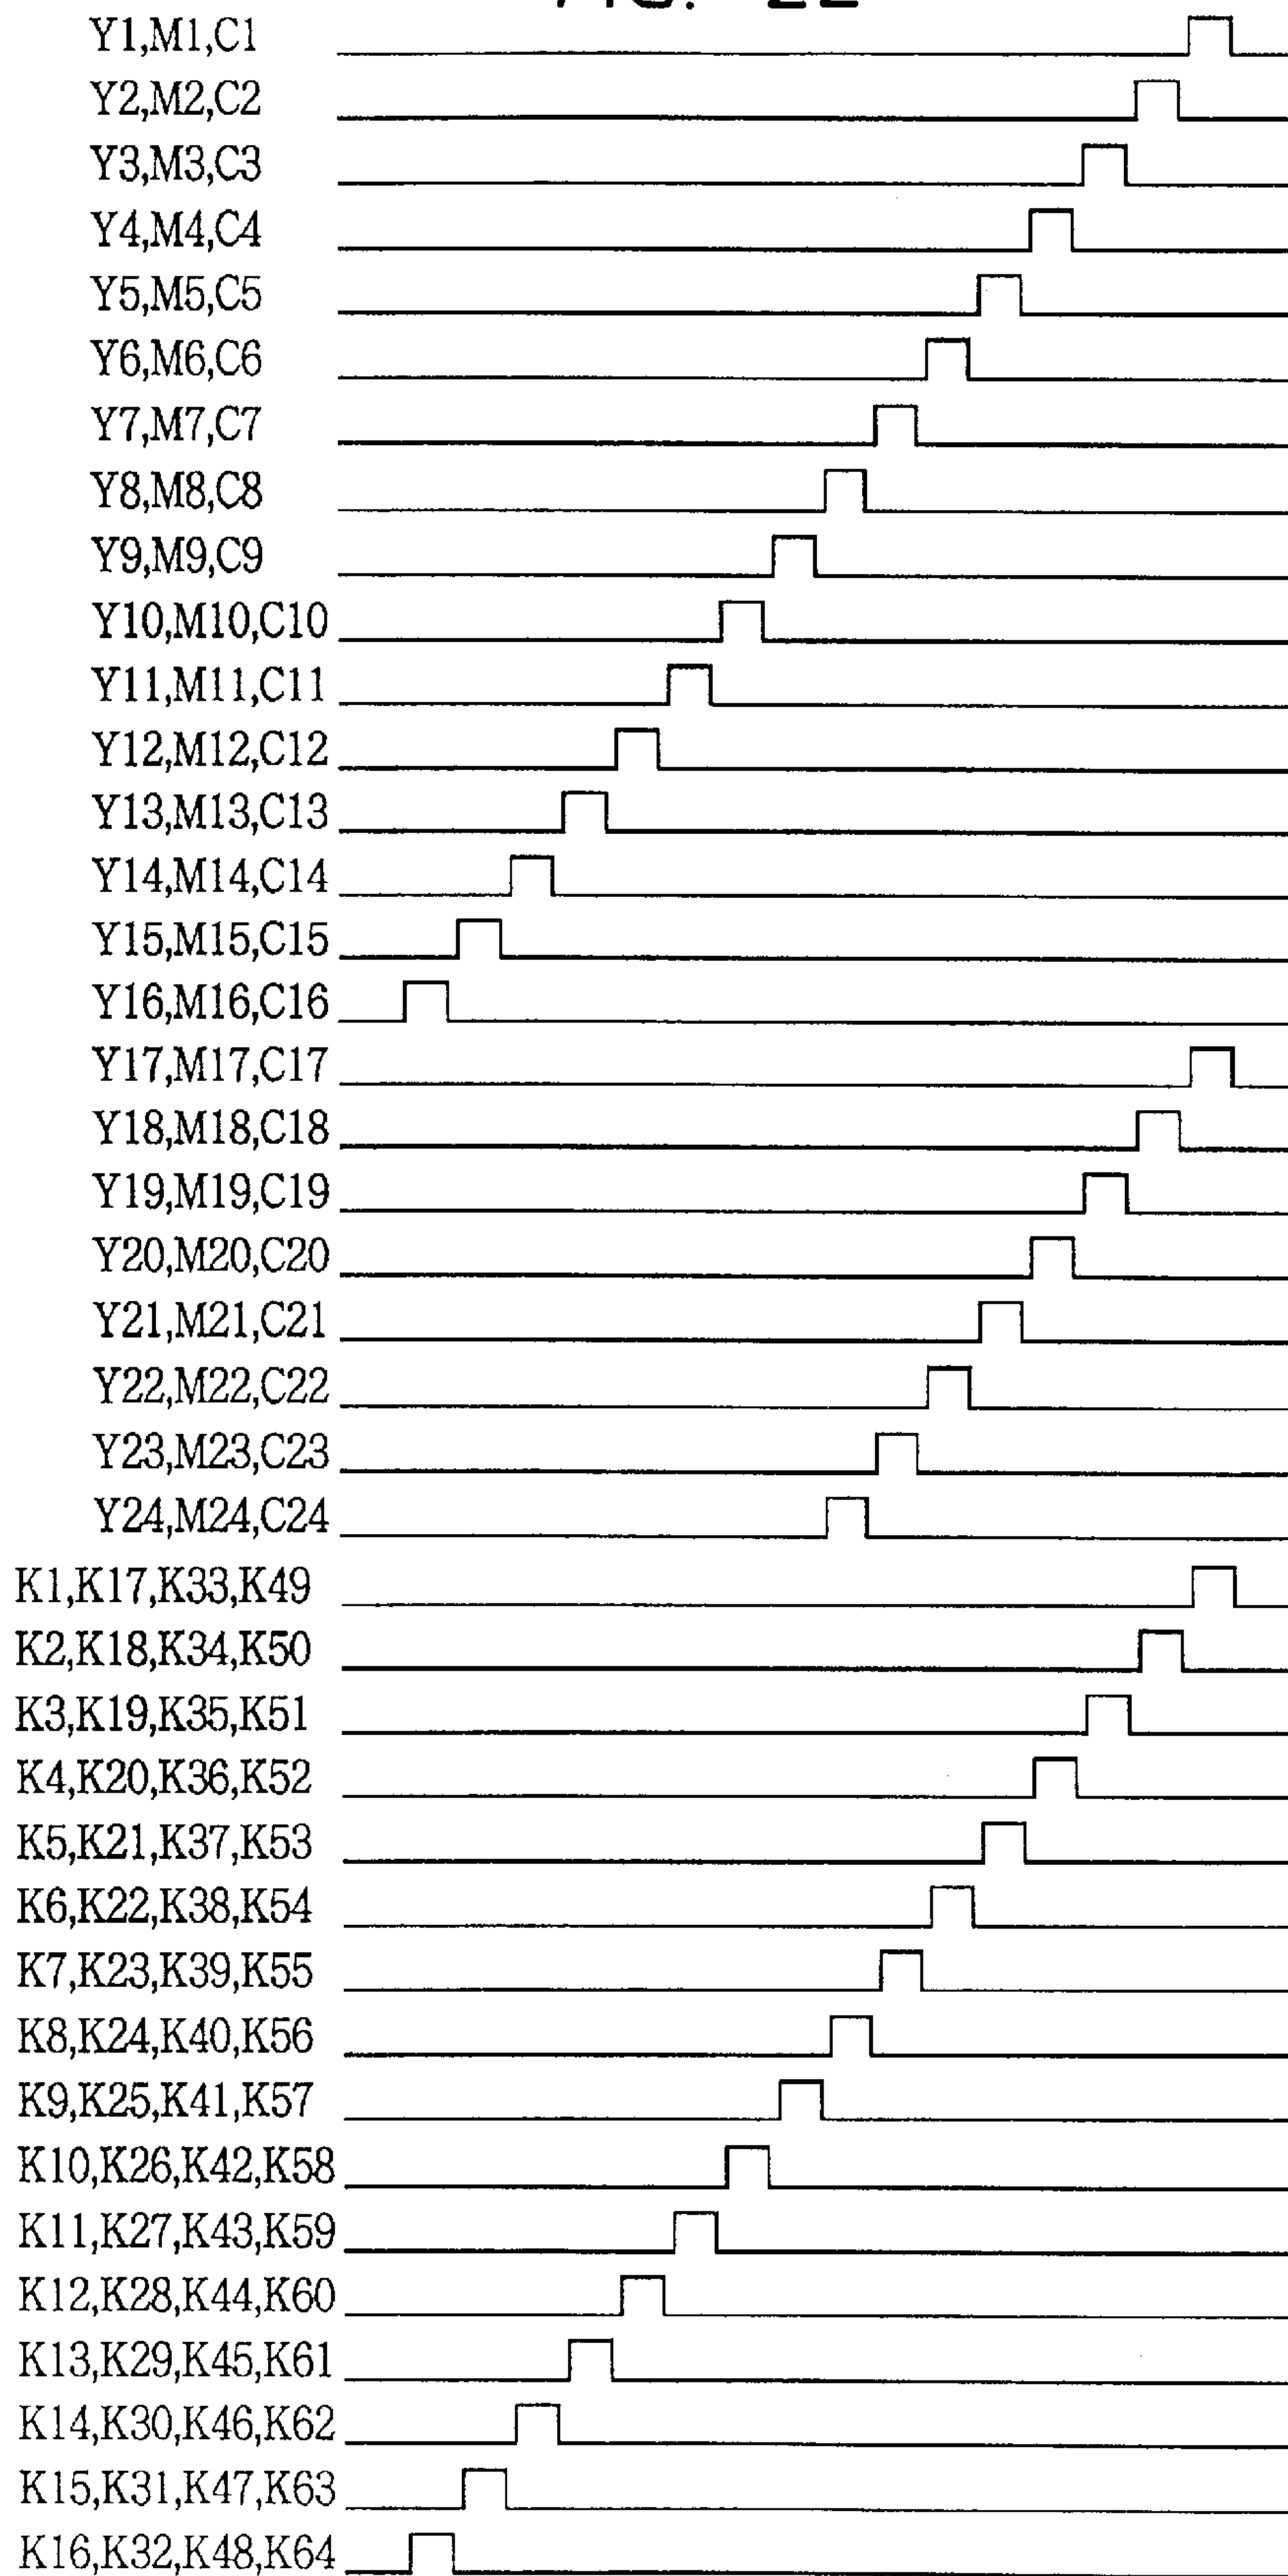 FIG. 22
Y1,M1,C1
Y2,M2,C2
Y3,M3,C3
Y4,M4,C4
Y5,M5,C5
Y6,M6,C6
Y7,M7,C7
Y8,M8,C8
Y9,M9,C9
Y10,M10,C10
Y11,M11,C11
Y12,M12,C12
Y13,M13,C13
Y14,M14,C14
Y15,M15,C15
Y16,M16,C16
Y17,M17,C17
Y18,M18,C18
Y19,M19,C19
Y20,M20,C20
Y21,M21,C21
Y22,M22,C22
Y23,M23,C23
Y24,M24,C24
K1,K17,K33,K49
K2,K18,K34,K50
K3,K19,K35,K51
K4,K20,K36,K52
K5,K21,K37,K53
K6,K22,K38,K54
K7,K23,K39,K55
K8,K24,K40,K56
K9,K25,K41,K57
K10,K26,K42,K58
K11,K27,K43,K59
K12,K28,K44,K60
K13,K29,K45,K61
K14,K30,K46,K62
K15,K31,K47,K63
K16,K32,K48,K64